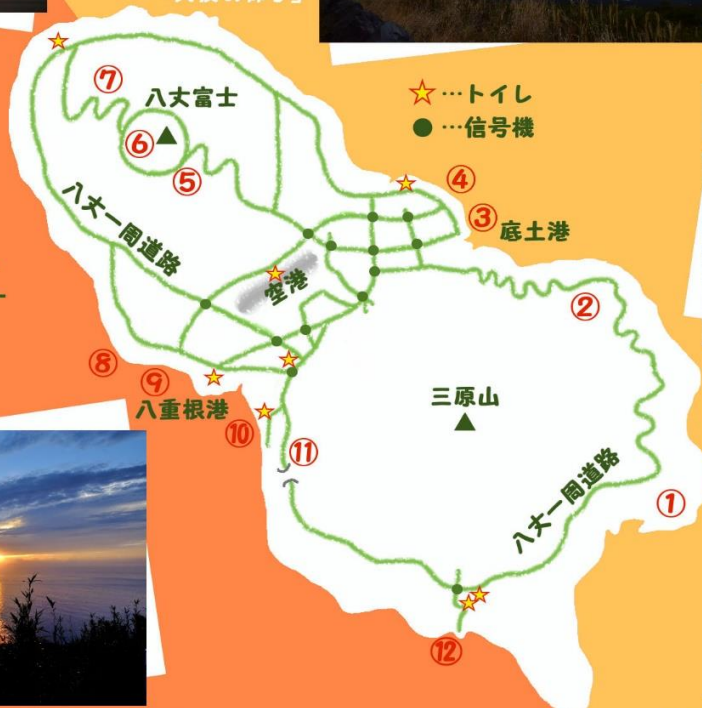 …トイレ
…信号機
⑦
八丈富士
⑥
⑤
④
③
底土港
八丈一周道路
空港
②
⑧
⑨
八重根港
⑩
三原山
⑪
八丈一周道路
①
⑫